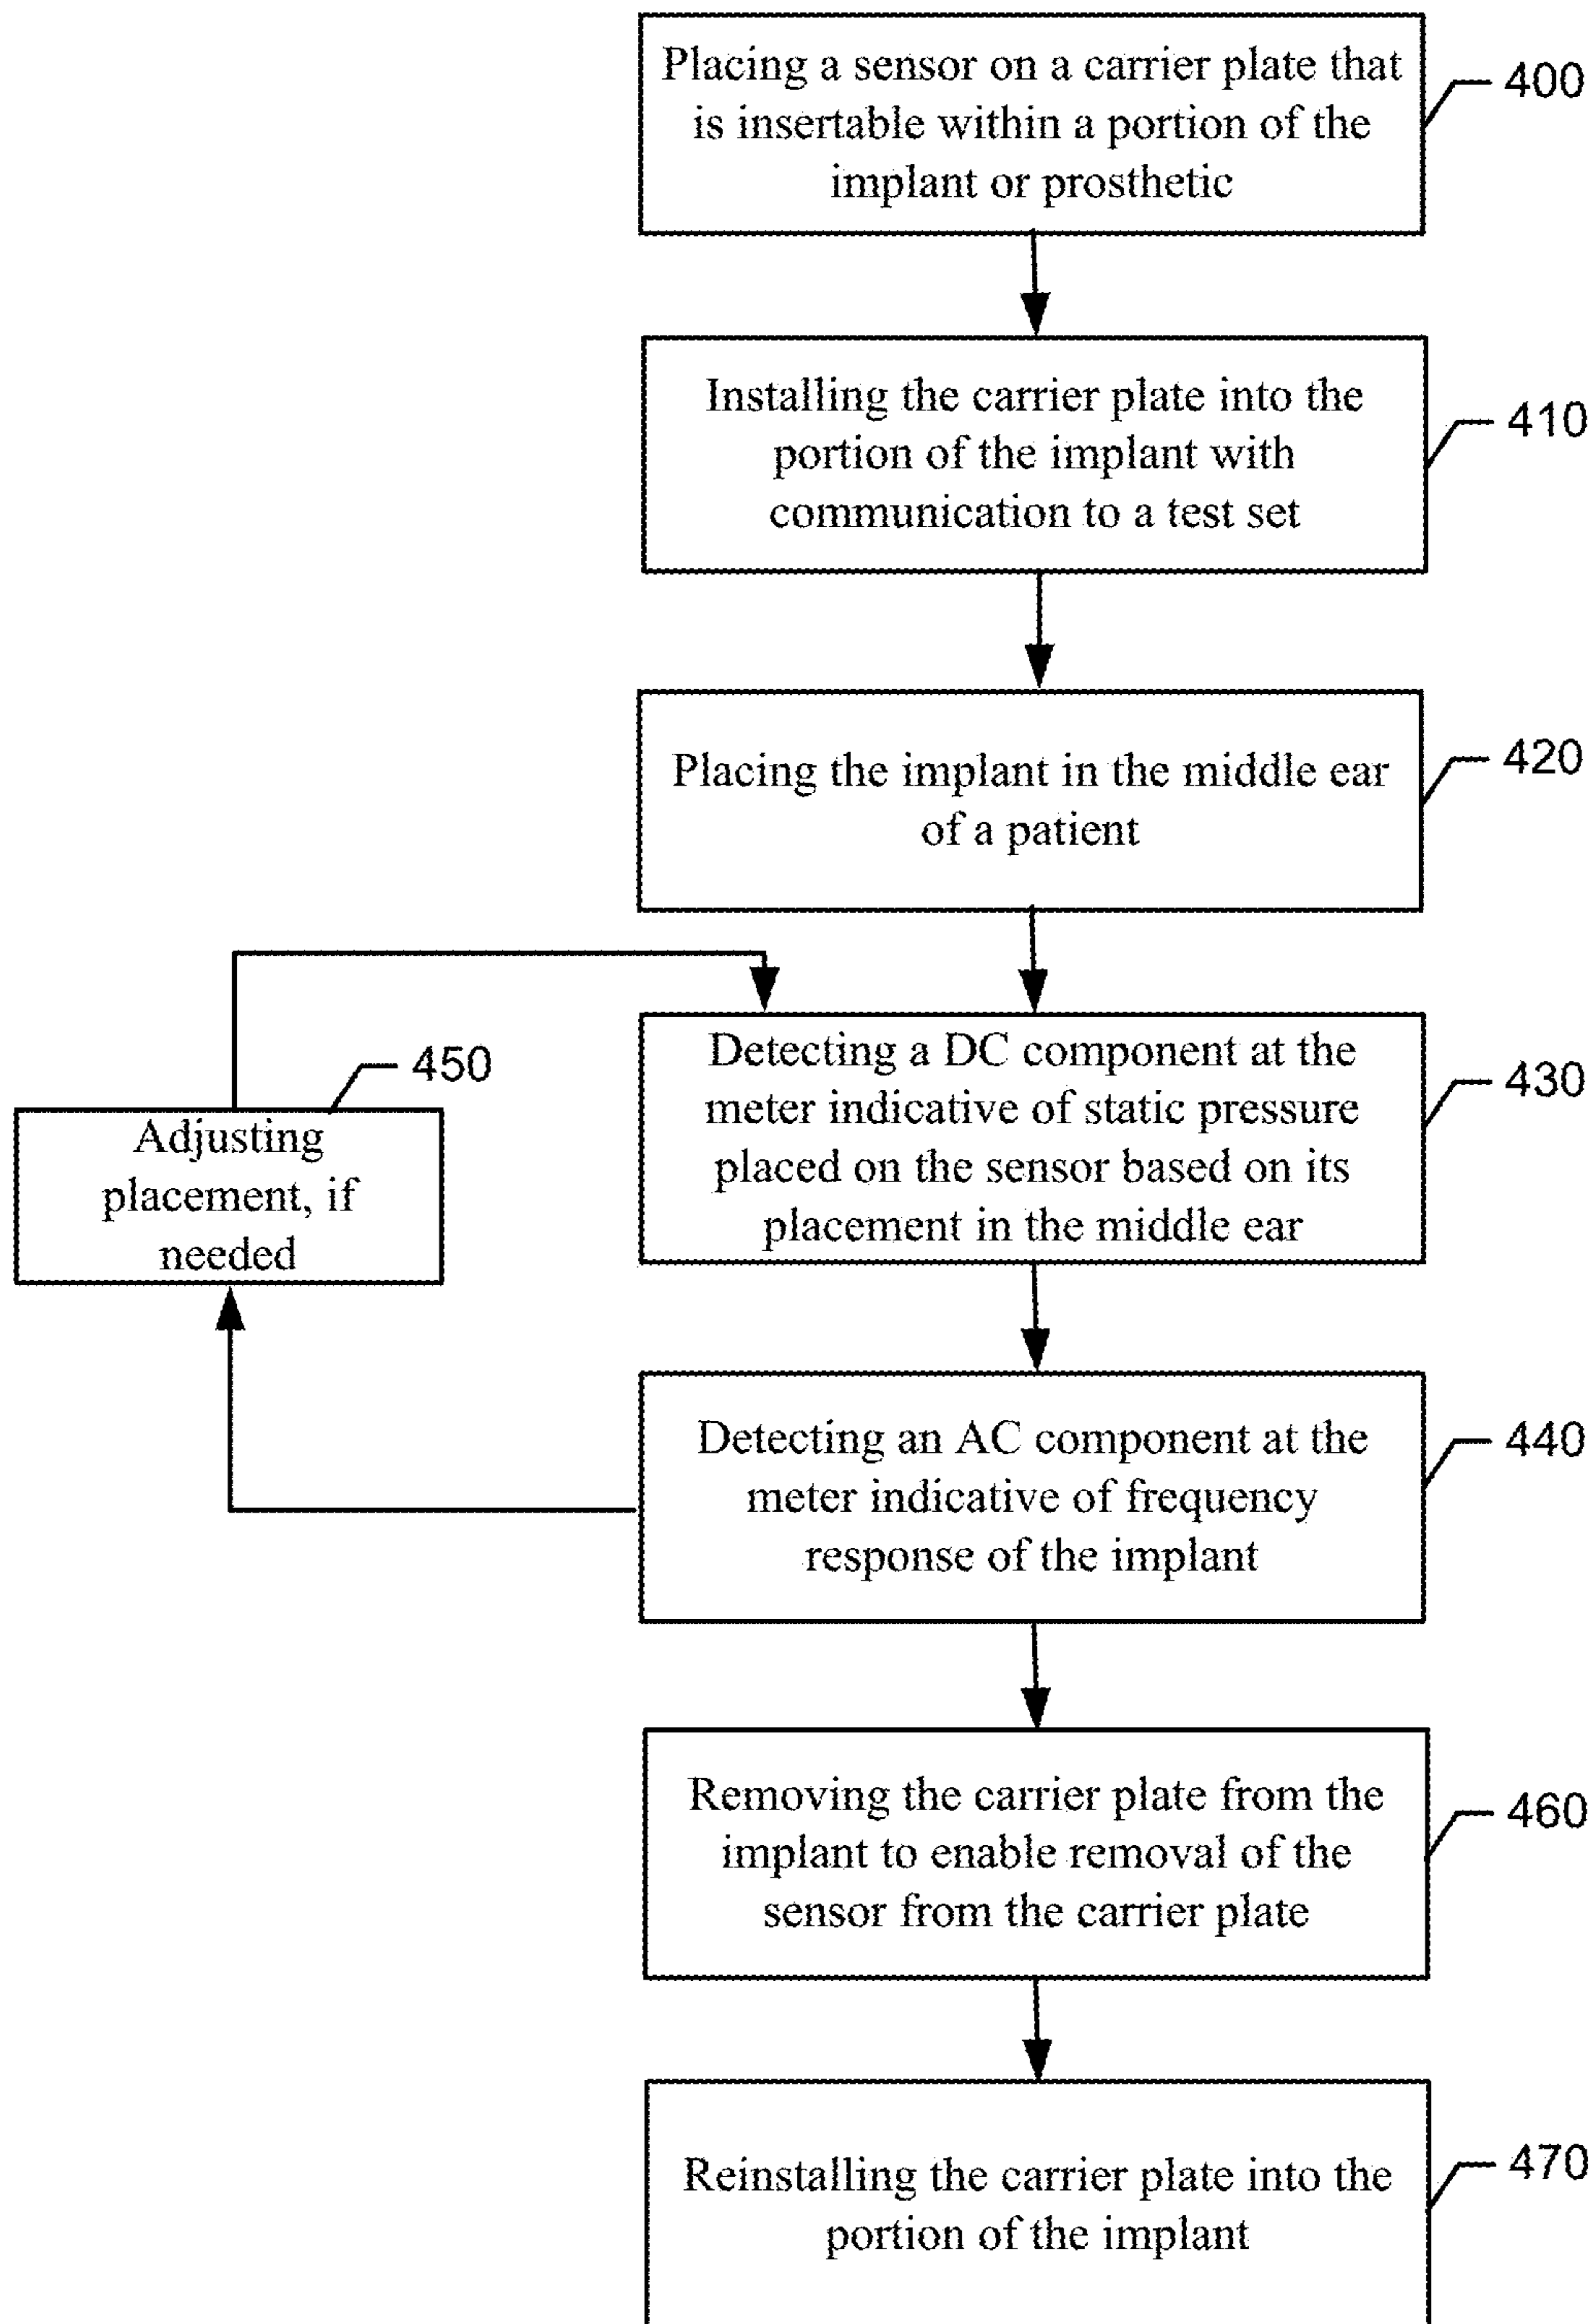 Placing a sensor on a carrier plate that
is insertable within a portion of the
implant or prosthetic
400
Installing the carrier plate into the
portion of the implant with
communication to a test set
410
Placing the implant in the middle ear
of a patient
420
Detecting a DC component at the
meter indicative of static pressure
placed on the sensor based on its
placement in the middle ear
430
450
Adjusting
placement, if
needed
Detecting an AC component at the
meter indicative of frequency
response of the implant
440
Removing the carrier plate from the
implant to enable removal of the
sensor from the carrier plate
460
Reinstalling the carrier plate into the
portion of the implant
470